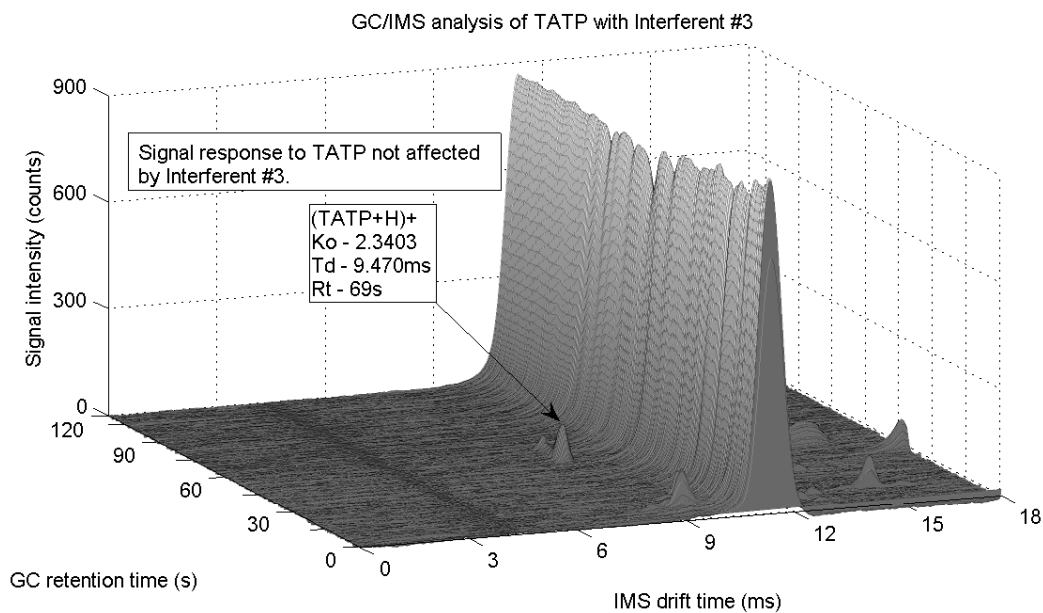 GC/IMS analysis of TATP with Interferent #3
Signal response to TATP not affected
by Interferent #3.
(TATP+H)+
Ko - 2.3403
Td - 9.470ms
Rt - 69s
Signal intensity (counts)
900
600
300
0
120
90
60
30
0
GC retention time (s)
0
3
6
9
12
15
18
IMS drift time (ms)